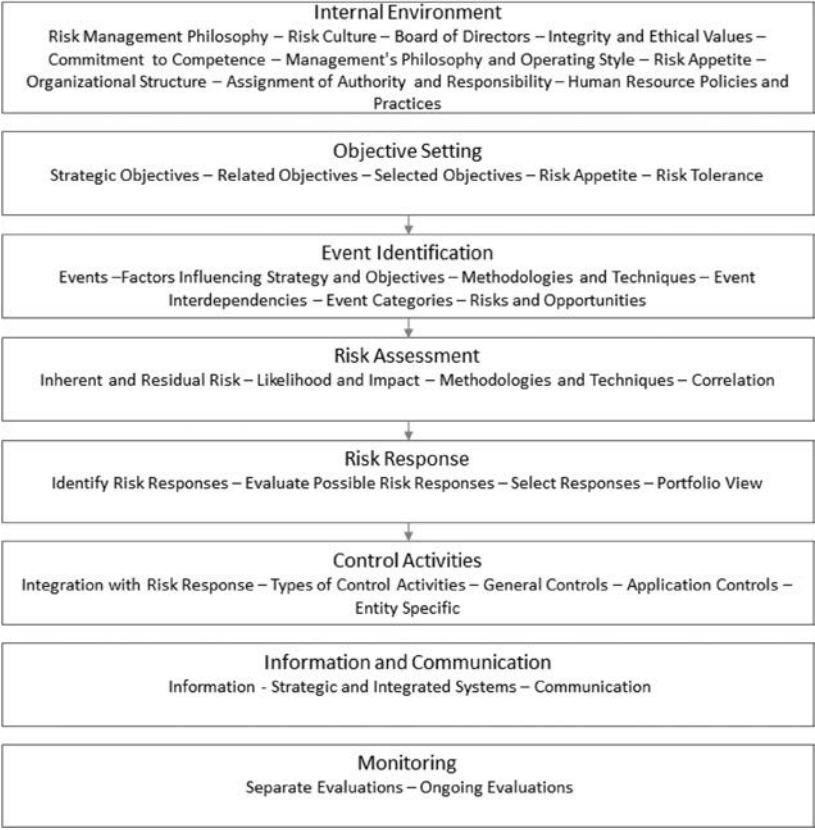 Internal Environment
Risk Management Philosophy – Risk Culture – Board of Directors – Integrity and Ethical Values –
Commitment to Competence – Management's Philosophy and Operating Style – Risk Appetite –
Organizational Structure – Assignment of Authority and Responsibility – Human Resource Policies and
Practices
Objective Setting
Strategic Objectives – Related Objectives – Selected Objectives – Risk Appetite – Risk Tolerance
Event Identification
Events –Factors Influencing Strategy and Objectives – Methodologies and Techniques – Event
Interdependencies – Event Categories – Risks and Opportunities
Risk Assessment
Inherent and Residual Risk – Likelihood and Impact – Methodologies and Techniques – Correlation
Risk Response
Identify Risk Responses – Evaluate Possible Risk Responses – Select Responses – Portfolio View
Control Activities
Integration with Risk Response – Types of Control Activities – General Controls – Application Controls –
Entity Specific
Information and Communication
Information - Strategic and Integrated Systems – Communication
Monitoring
Separate Evaluations – Ongoing Evaluations